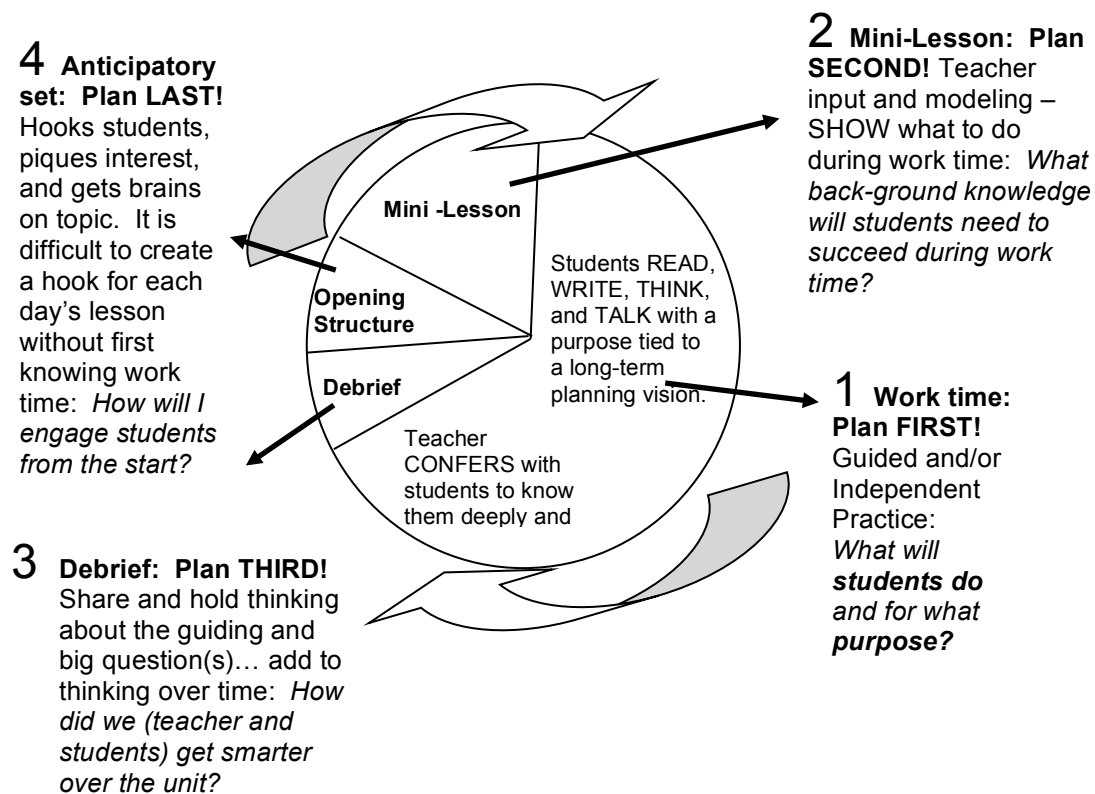 4 Anticipatory
set: Plan LAST!
Hooks students,
piques interest,
and gets brains
on topic. It is
difficult to create
a hook for each
day's lesson
without first
knowing work
time: How will I
engage students
from the start?
2 Mini-Lesson: Plan
SECOND! Teacher
input and modeling –
SHOW what to do
during work time: What
back-ground knowledge
will students need to
succeed during work
time?
Mini -Lesson
Opening
Structure
Debrief
Students READ,
WRITE, THINK,
and TALK with a
purpose tied to
a long-term
planning vision.
Teacher
CONFERS with
students to know
them deeply and
1 Work time:
Plan FIRST!
Guided and/or
Independent
Practice:
What will
students do
and for what
purpose?
3 Debrief: Plan THIRD!
Share and hold thinking
about the guiding and
big question(s)… add to
thinking over time: How
did we (teacher and
students) get smarter
over the unit?